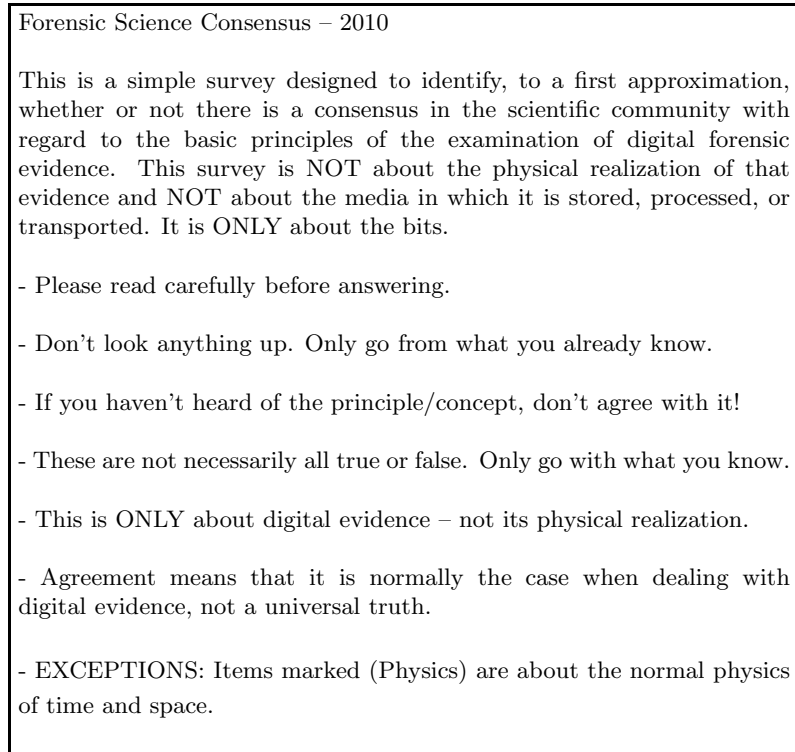 Forensic Science Consensus – 2010
This is a simple survey designed to identify, to a first approximation,
whether or not there is a consensus in the scientific community with
regard to the basic principles of the examination of digital forensic
evidence. This survey is NOT about the physical realization of that
evidence and NOT about the media in which it is stored, processed, or
transported. It is ONLY about the bits.
- Please read carefully before answering.
- Don't look anything up. Only go from what you already know.
- If you haven't heard of the principle/concept, don't agree with it!
- These are not necessarily all true or false. Only go with what you know.
- This is ONLY about digital evidence – not its physical realization.
- Agreement means that it is normally the case when dealing with
digital evidence, not a universal truth.
- EXCEPTIONS: Items marked (Physics) are about the normal physics
of time and space.